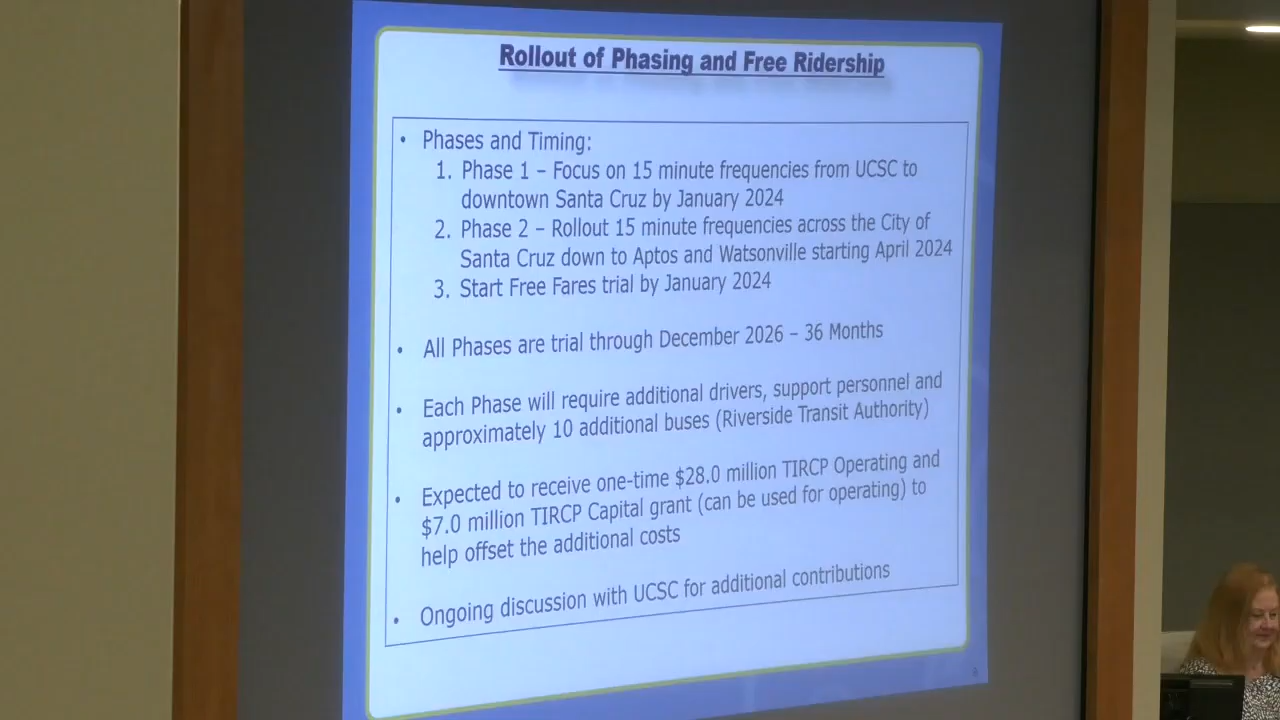 Rollout of Phasing and Free Ridership
• Phases and Timing:
1. Phase 1 – Focus on 15 minute frequencies from UCSC to
downtown Santa Cruz by January 2024
2. Phase 2 – Rollout 15 minute frequencies across the City of
Santa Cruz down to Aptos and Watsonville starting April 2024
3. Start Free Fares trial by January 2024
• All Phases are trial through December 2026 – 36 Months
• Each Phase will require additional drivers, support personnel and
approximately 10 additional buses (Riverside Transit Authority)
• Expected to receive one-time $28.0 million TIRCP Operating and
$7.0 million TIRCP Capital grant (can be used for operating) to
help offset the additional costs
• Ongoing discussion with UCSC for additional contributions